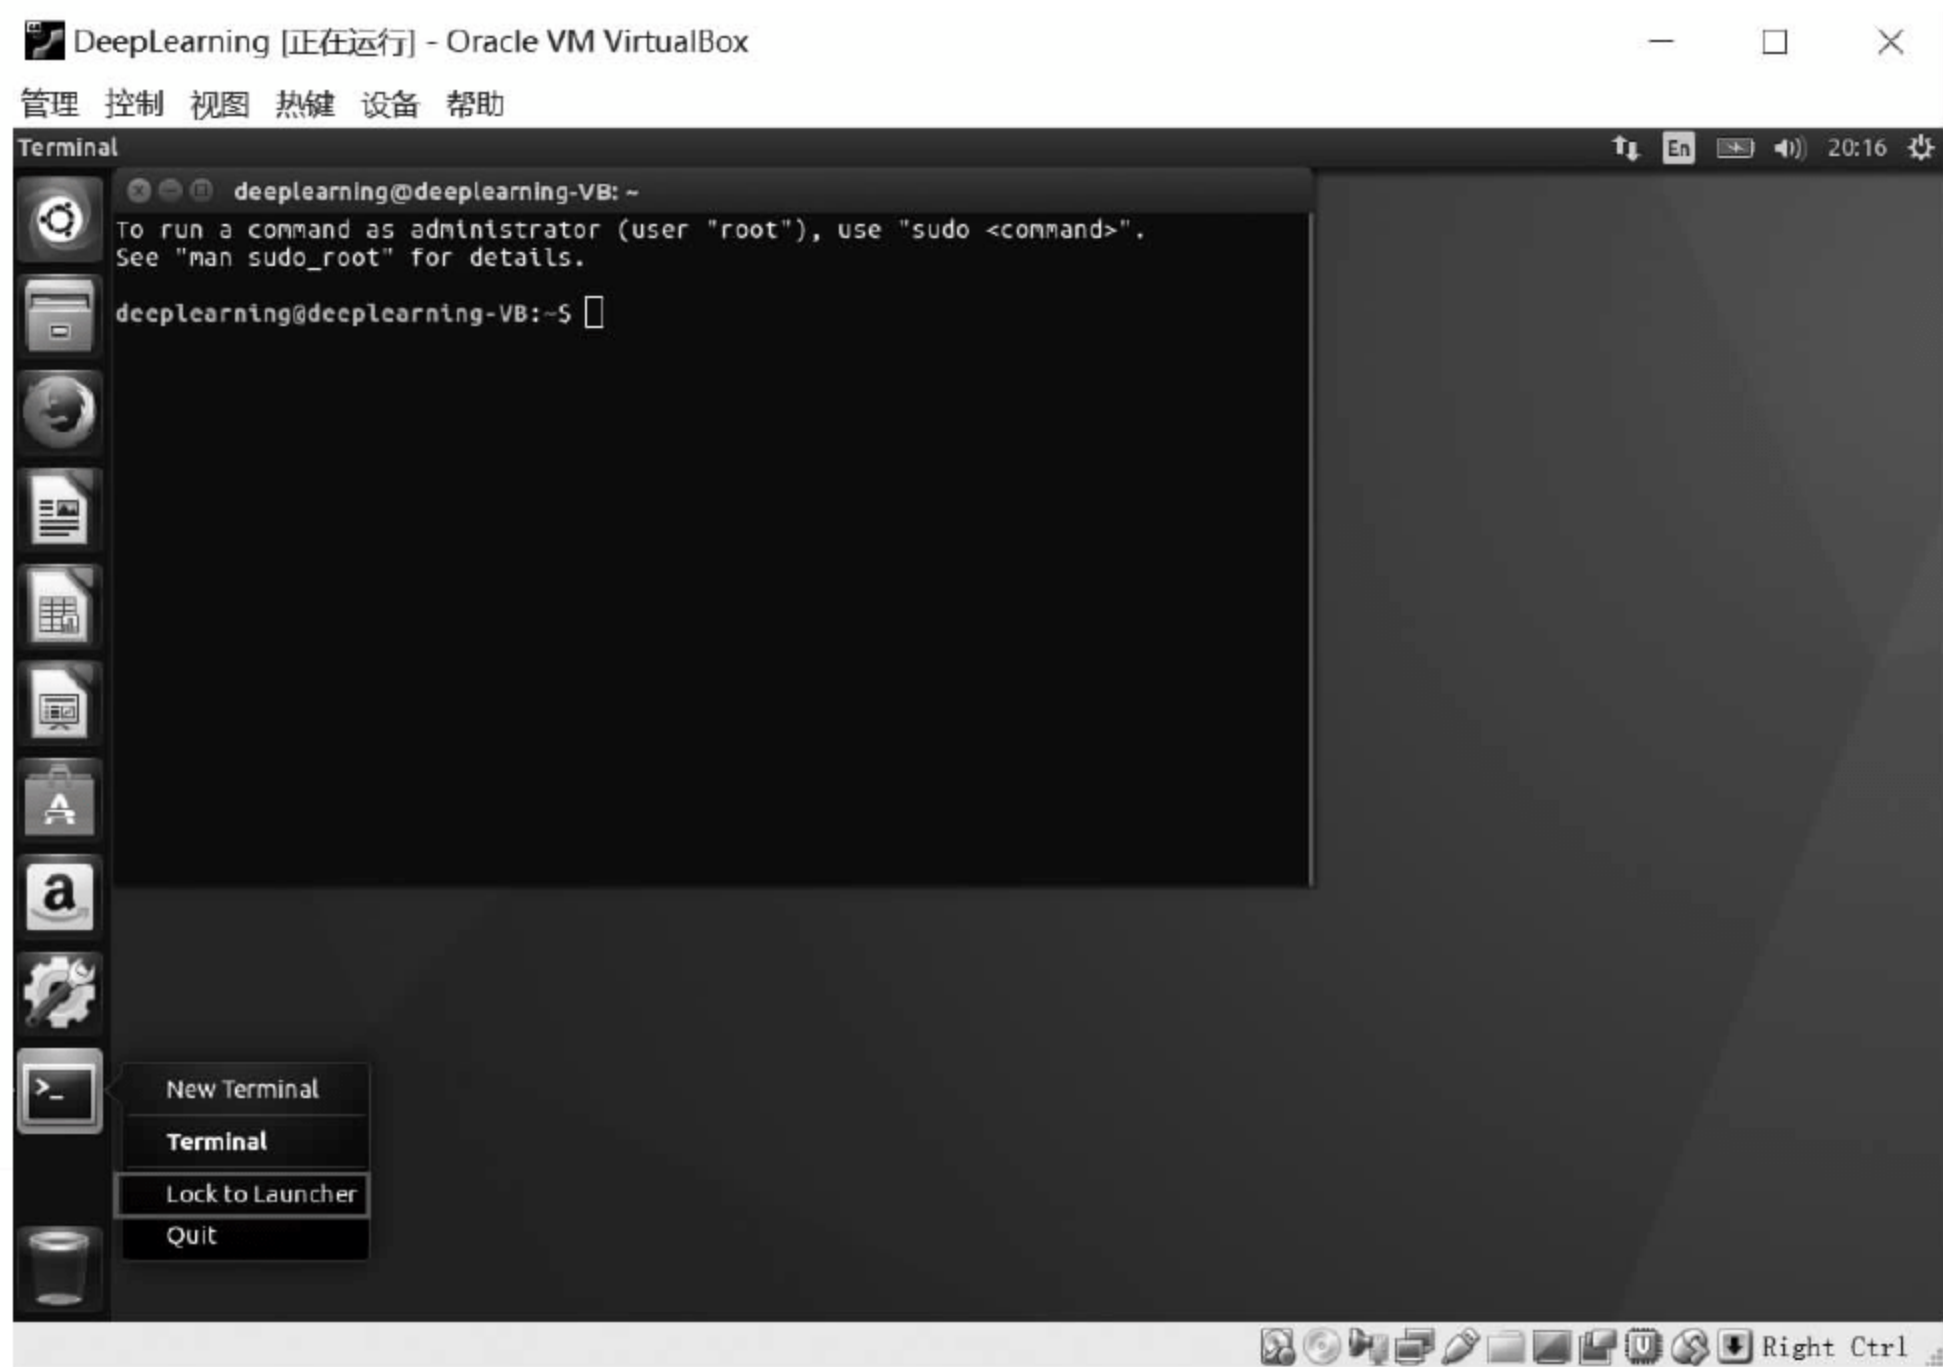 DeepLearning [正在运行] - Oracle VM VirtualBox
管理 控制 视图 热键 设备 帮助
Terminal En 20:16
deeplearning@deeplearning-VB: ~
To run a command as administrator (user "root"), use "sudo <command>".
See "man sudo_root" for details.
deeplearning@deeplearning-VB:~$
a
>_
New Terminal
Terminal
Lock to Launcher
Quit
Right Ctrl